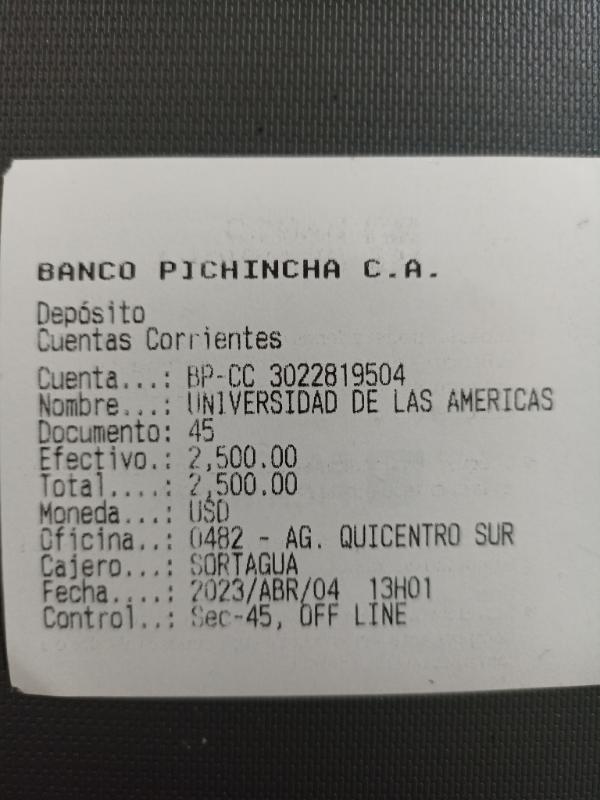 BANCO PICHINCHA C.A.
Depósito
Cuentas Corrientes
Cuenta...: BP-CC 3022819504
Nombre...: UNIVERSIDAD DE LAS AMERICAS
Documento: 45
Efectivo.: 2,500.00
Total....: 2,500.00
Moneda...: USD
Oficina..: 0482 - AG. QUICENTRO SUR
Cajero...: SORTAGUA
Fecha....: 2023/ABR/04 13H01
Control..: Sec-45, OFF LINE